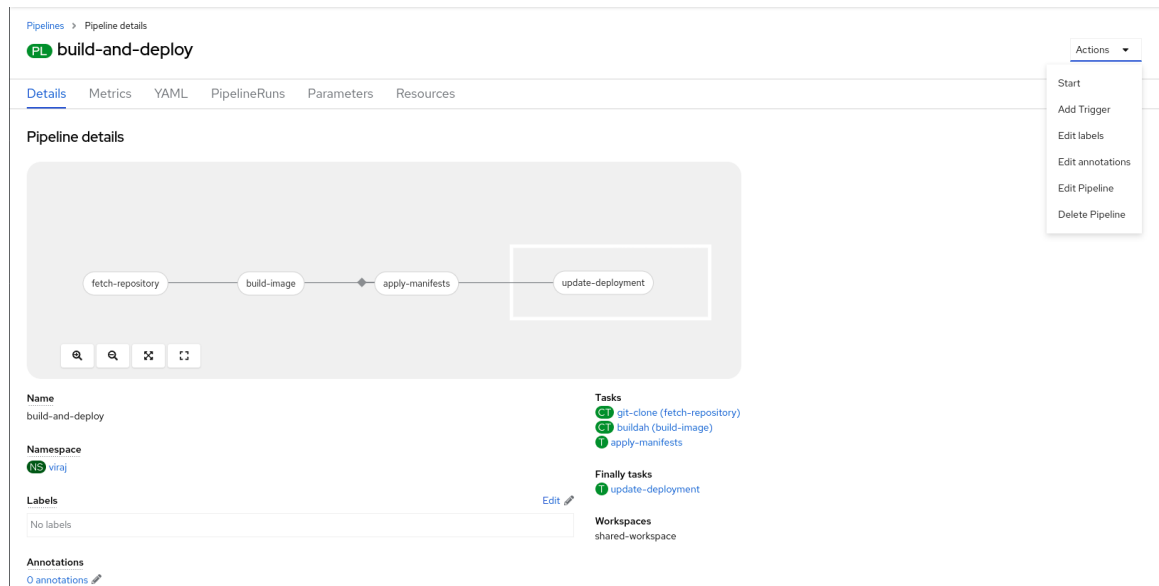 Pipelines > Pipeline details
PL build-and-deploy
Actions
Start
Add Trigger
Edit labels
Edit annotations
Edit Pipeline
Delete Pipeline
Details Metrics YAML PipelineRuns Parameters Resources
Pipeline details
fetch-repository build-image apply-manifests update-deployment
Name
build-and-deploy
Namespace
NS viraj
Labels Edit
No labels
Annotations
0 annotations
Tasks
CT git-clone (fetch-repository)
CT buildah (build-image)
T apply-manifests
Finally tasks
T update-deployment
Workspaces
shared-workspace